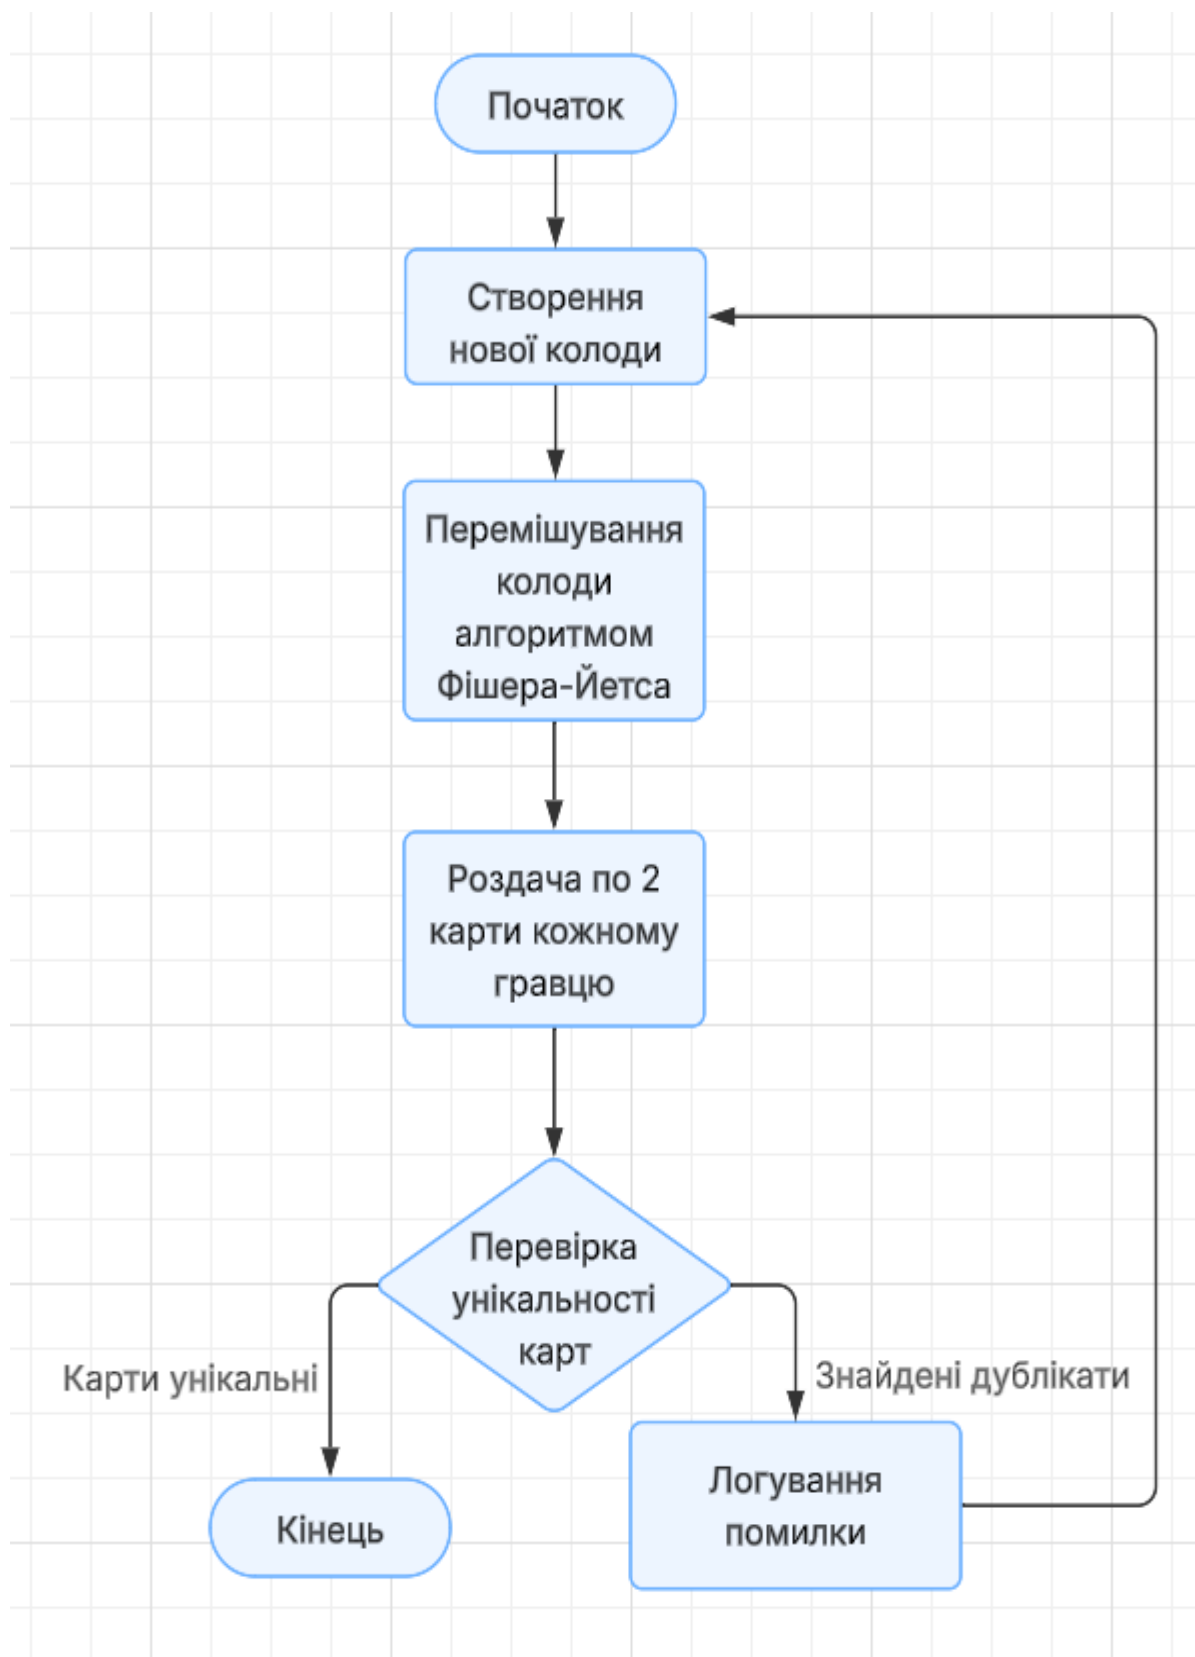 Початок
Створення
нової колоди
Перемішування
колоди
алгоритмом
Фішера-Йетса
Роздача по 2
карти кожному
гравцю
Перевірка
унікальності
карт
Карти унікальні
Знайдені дублікати
Логування
помилки
Кінець